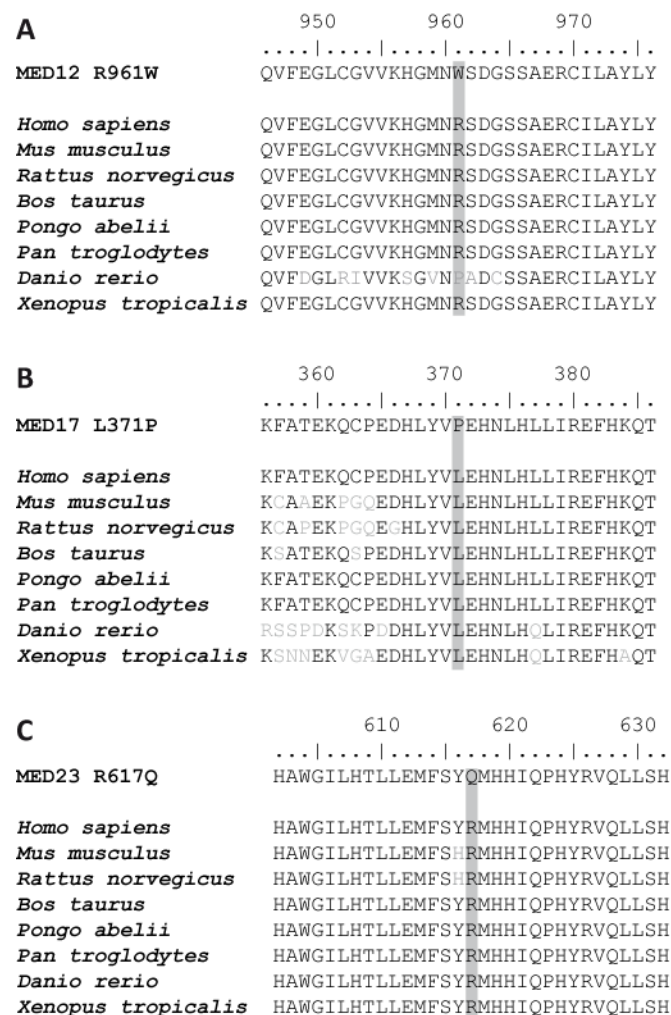 A
950 960 970
....|....|....|....|....|....|.
MED12 R961W QVFEGLCGVVKHGMNWSDGSSAERCILAYLY
Homo sapiens QVFEGLCGVVKHGMNRSDGSSAERCILAYLY
Mus musculus QVFEGLCGVVKHGMNRSDGSSAERCILAYLY
Rattus norvegicus QVFEGLCGVVKHGMNRSDGSSAERCILAYLY
Bos taurus QVFEGLCGVVKHGMNRSDGSSAERCILAYLY
Pongo abelii QVFEGLCGVVKHGMNRSDGSSAERCILAYLY
Pan troglodytes QVFEGLCGVVKHGMNRSDGSSAERCILAYLY
Danio rerio QVFDGLRIVVKSGVNPADCSSAERCILAYLY
Xenopus tropicalis QVFEGLCGVVKHGMNRSDGSSAERCILAYLY
B
360 370 380
....|....|....|....|....|....|.
MED17 L371P KFATEKQCPEDHLYVPEHNLHLLIREFHKQT
Homo sapiens KFATEKQCPEDHLYVLEHNLHLLIREFHKQT
Mus musculus KCAAEKPGQEDHLYVLEHNLHLLIREFHKQT
Rattus norvegicus KCAPEKPGQEGHLYVLEHNLHLLIREFHKQT
Bos taurus KSATEKQSPEDHLYVLEHNLHLLIREFHKQT
Pongo abelii KFATEKQCPEDHLYVLEHNLHLLIREFHKQT
Pan troglodytes KFATEKQCPEDHLYVLEHNLHLLIREFHKQT
Danio rerio RSSPDKSKPDDHLYVLEHNLHQLIREFHKQT
Xenopus tropicalis KSNNEKVGAEDHLYVLEHNLHQLIREFHAQT
C
610 620 630
...|....|....|....|....|....|..
MED23 R617Q HAWGILHTLLEMFSYQMHHIQPHYRVQLLSH
Homo sapiens HAWGILHTLLEMFSYRMHHIQPHYRVQLLSH
Mus musculus HAWGILHTLLEMFSHRMHHIQPHYRVQLLSH
Rattus norvegicus HAWGILHTLLEMFSHRMHHIQPHYRVQLLSH
Bos taurus HAWGILHTLLEMFSYRMHHIQPHYRVQLLSH
Pongo abelii HAWGILHTLLEMFSYRMHHIQPHYRVQLLSH
Pan troglodytes HAWGILHTLLEMFSYRMHHIQPHYRVQLLSH
Danio rerio HAWGILHTLLEMFSYRMHHIQPHYRVQLLSH
Xenopus tropicalis HAWGILHTLLEMFSYRMHHIQPHYRVQLLSH